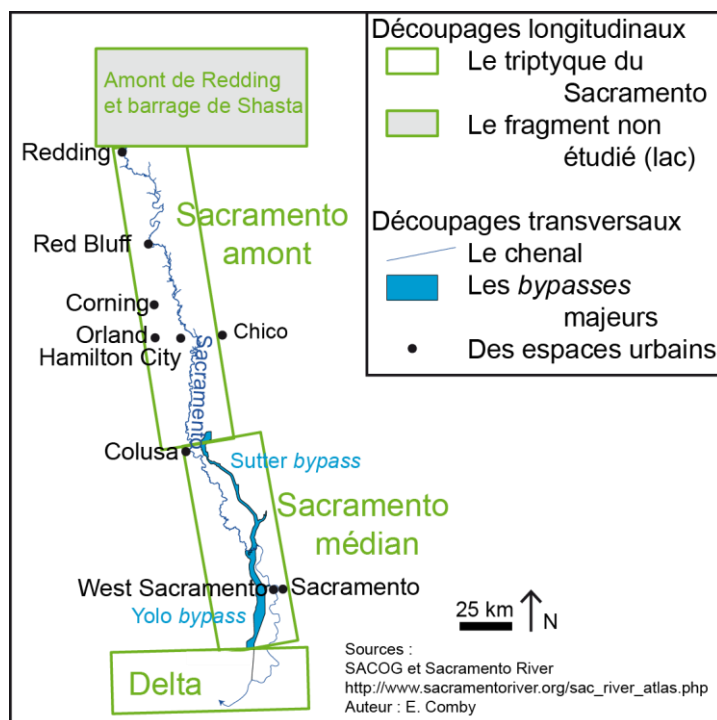 Amont de Redding
et barrage de Shasta
Redding
Sacramento
amont
Red Bluff
Corning
Orland
Hamilton City
Chico
Sacramento
Colusa
Sutter bypass
Sacramento
médian
West Sacramento
Sacramento
Yolo bypass
Delta
Découpages longitudinaux
Le triptyque du
Sacramento
Le fragment non
étudié (lac)
Découpages transversaux
Le chenal
Les bypasses
majeurs
Des espaces urbains
25 km
N
Sources :
SACOG et Sacramento River
http://www.sacramentoriver.org/sac_river_atlas.php
Auteur : E. Comby